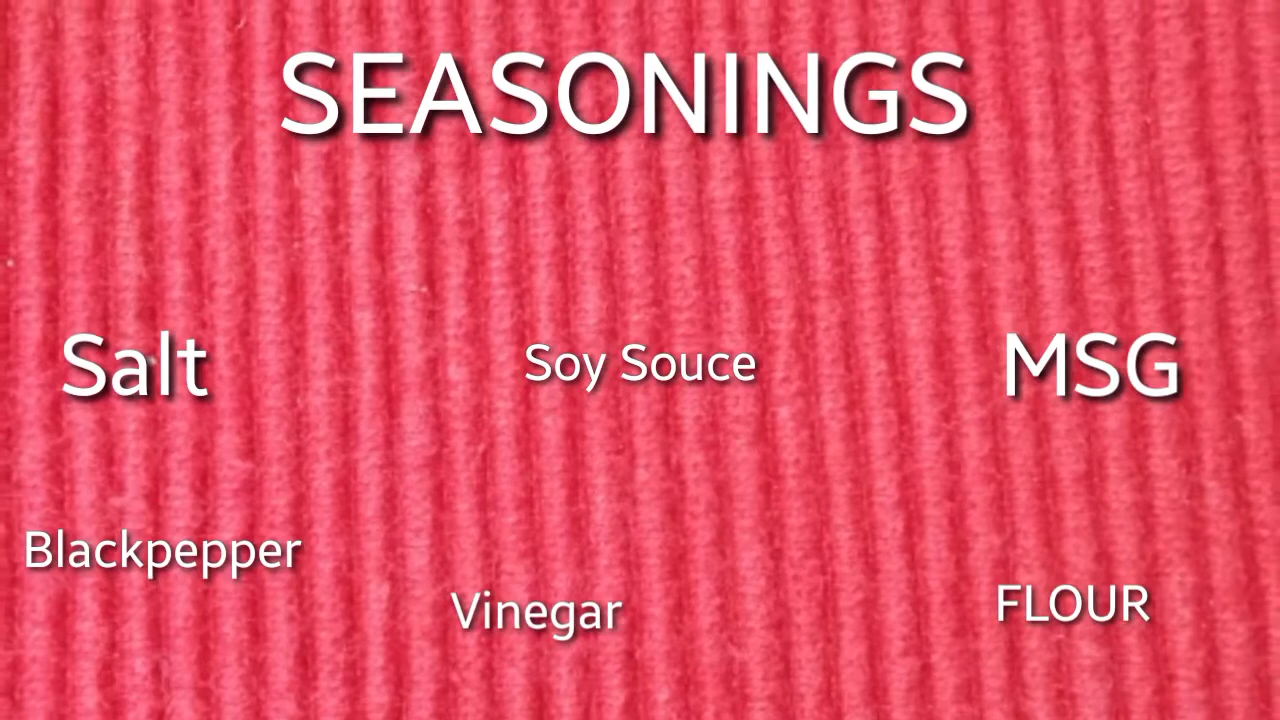 SEASONINGS
Salt
Soy Souce
MSG
Blackpepper
Vinegar
FLOUR